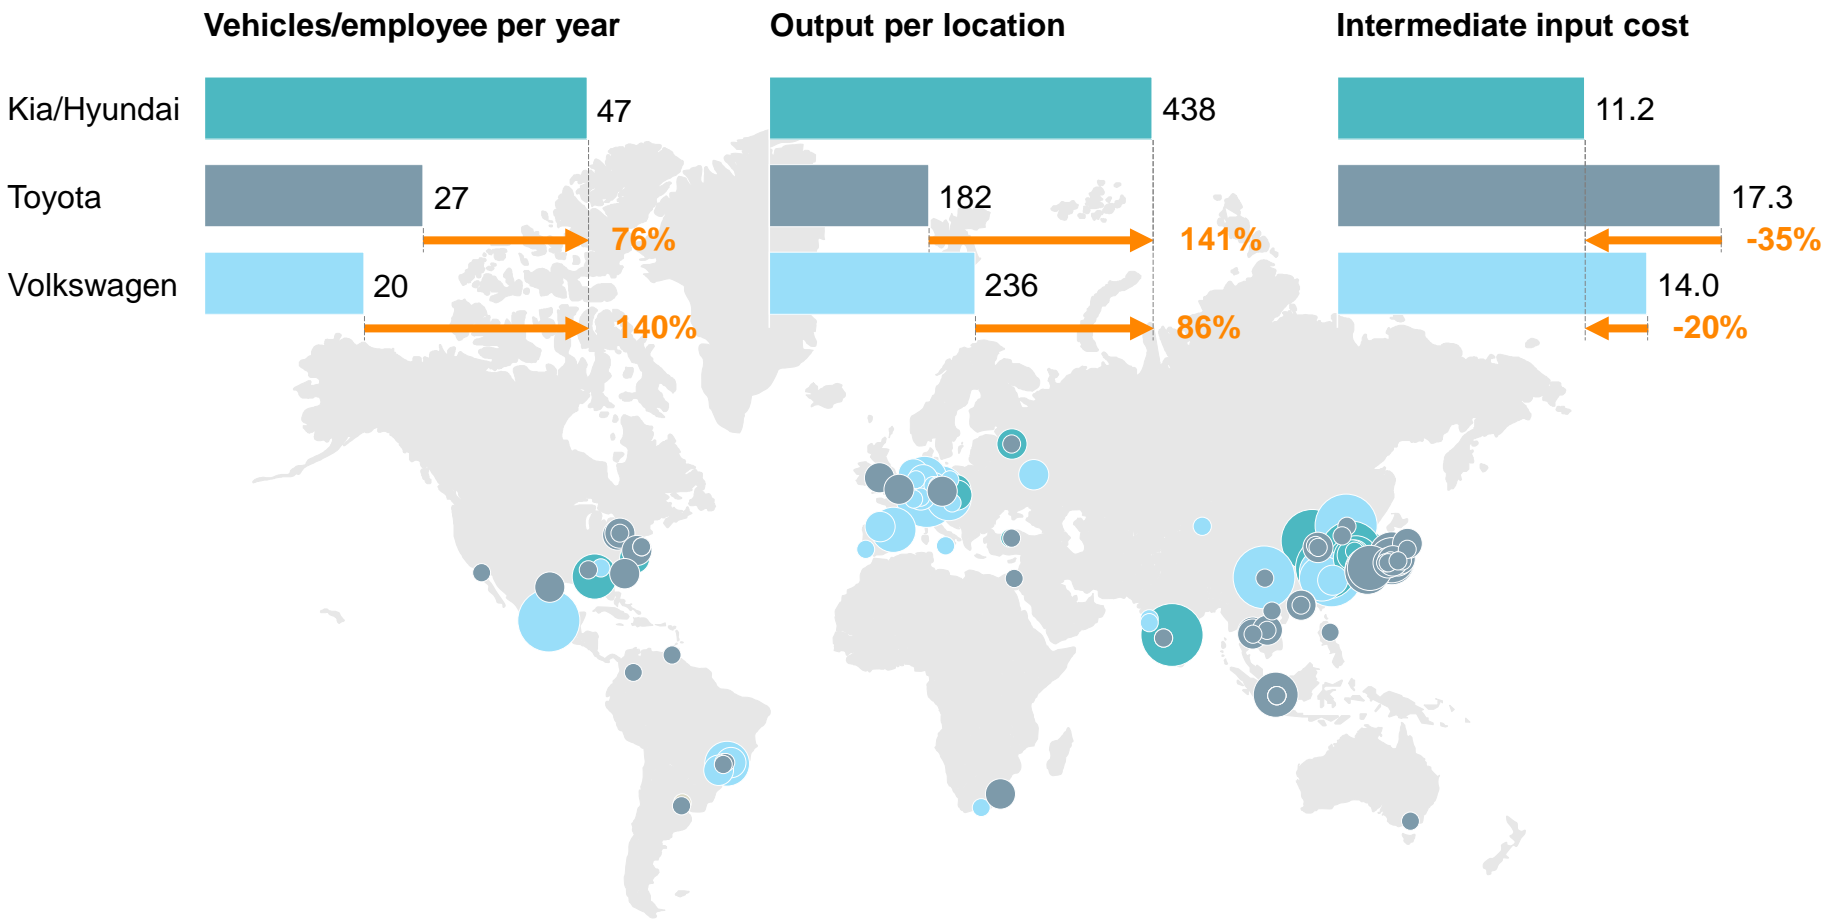 Vehicles/employee per year Output per location Intermediate input cost
Kia/Hyundai 47 438 11.2
Toyota 27 182 17.3
76% 141% -35%
Volkswagen 20 236 14.0
140% 86% -20%